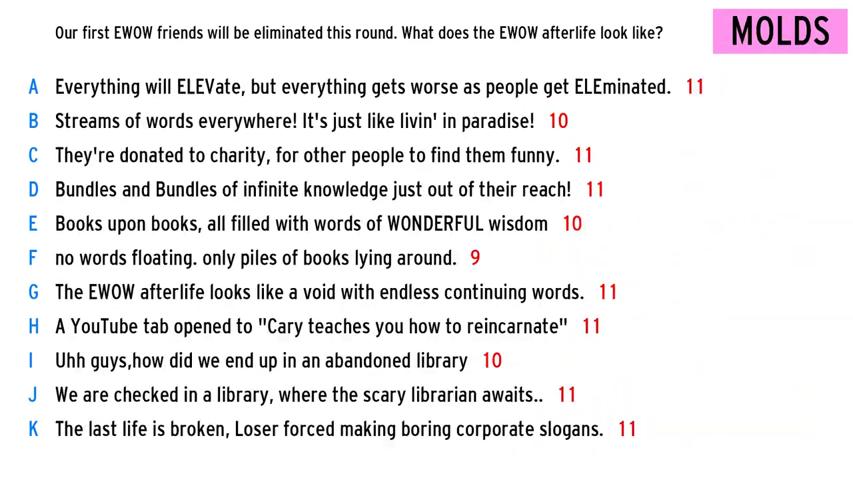 Our first EWOW friends will be eliminated this round. What does the EWOW afterlife look like?
MOLDS
A Everything will ELEVate, but everything gets worse as people get ELEminated. 11
B Streams of words everywhere! It's just like livin' in paradise! 10
C They're donated to charity, for other people to find them funny. 11
D Bundles and Bundles of infinite knowledge just out of their reach! 11
E Books upon books, all filled with words of WONDERFUL wisdom 10
F no words floating. only piles of books lying around. 9
G The EWOW afterlife looks like a void with endless continuing words. 11
H A YouTube tab opened to "Cary teaches you how to reincarnate" 11
I Uhh guys,how did we end up in an abandoned library 10
J We are checked in a library, where the scary librarian awaits.. 11
K The last life is broken, Loser forced making boring corporate slogans. 11